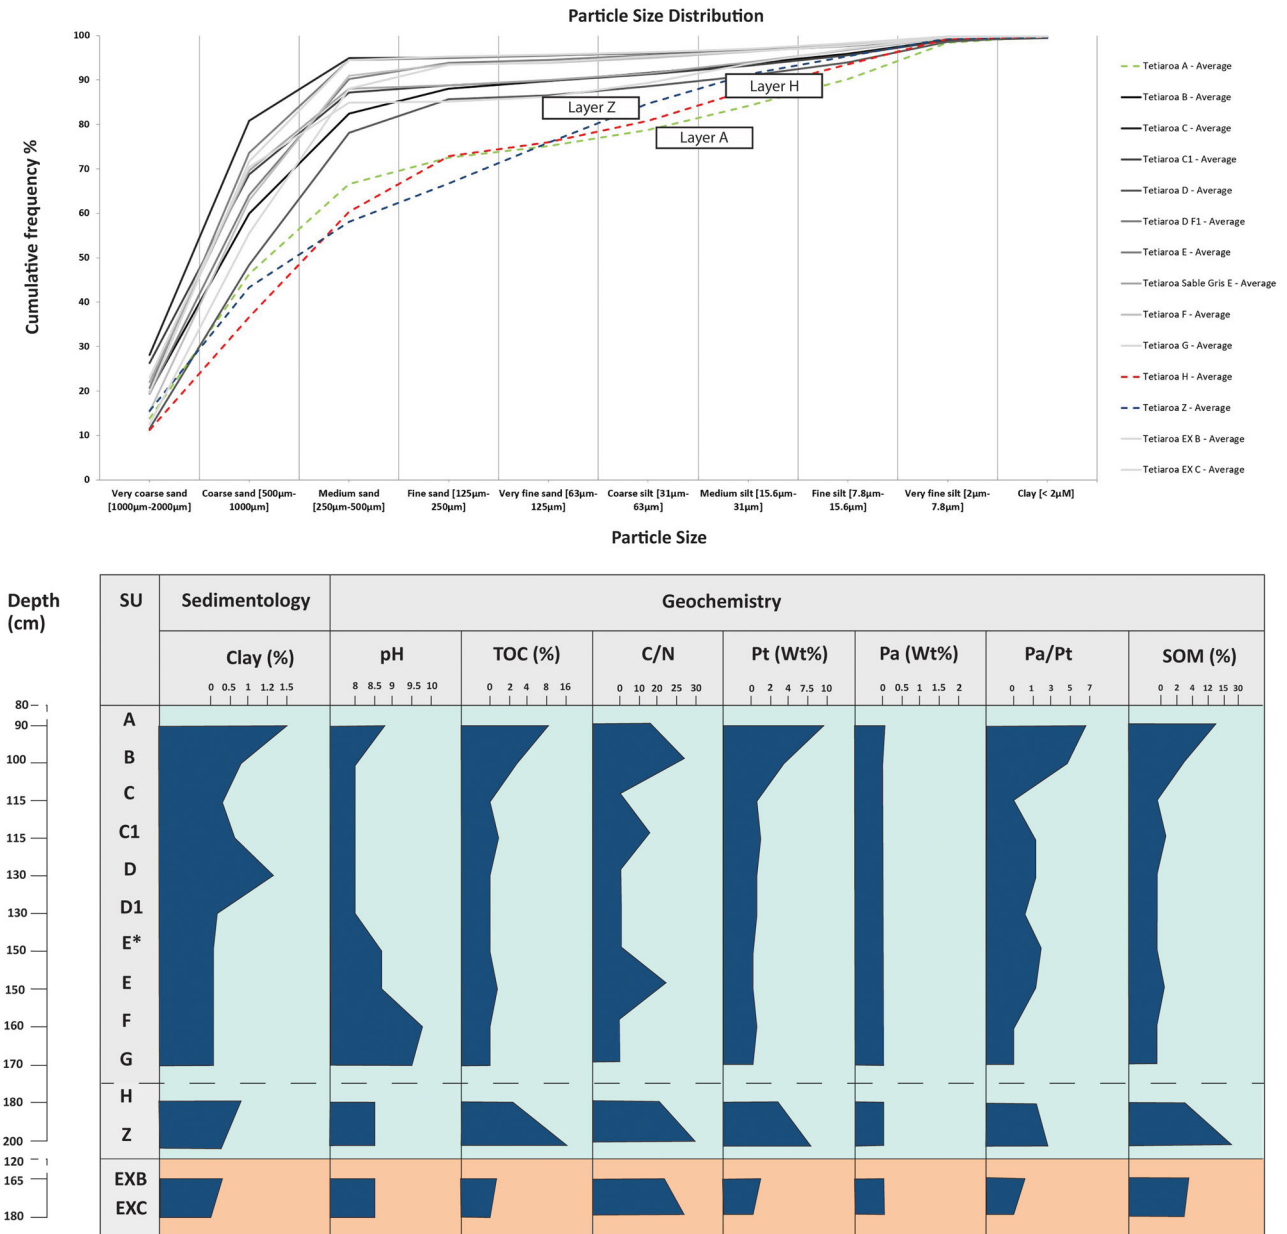 Particle Size Distribution
Cumulative frequency %
100
90
80
70
60
50
40
30
20
10
0
Layer Z
Layer H
Layer A
Very coarse sand [1000µm-2000µm]
Coarse sand [500µm-1000µm]
Medium sand [250µm-500µm]
Fine sand [125µm-250µm]
Very fine sand [63µm-125µm]
Coarse silt [31µm-63µm]
Medium silt [15.6µm-31µm]
Fine silt [7.8µm-15.6µm]
Very fine silt [2µm-7.8µm]
Clay [< 2µM]
Particle Size
Tetiaroa A - Average
Tetiaroa B - Average
Tetiaroa C - Average
Tetiaroa C1 - Average
Tetiaroa D - Average
Tetiaroa D F1 - Average
Tetiaroa E - Average
Tetiaroa Sable Gris E - Average
Tetiaroa F - Average
Tetiaroa G - Average
Tetiaroa H - Average
Tetiaroa Z - Average
Tetiaroa EX B - Average
Tetiaroa EX C - Average
Depth (cm)
SU
Sedimentology
Geochemistry
Clay (%)
pH
TOC (%)
C/N
Pt (Wt%)
Pa (Wt%)
Pa/Pt
SOM (%)
0 0.5 1 1.2 1.5
8 8.5 9 9.5 10
0 2 4 8 16
0 10 20 25 30
0 2 4 7.5 10
0 0.5 1 1.5 2
0 1 3 5 7
0 2 4 12 15 30
80
90 A
100 B
115 C
115 C1
130 D
130 D1
150 E*
150 E
160 F
170 G
180 H
200 Z
120
165 EXB
180 EXC